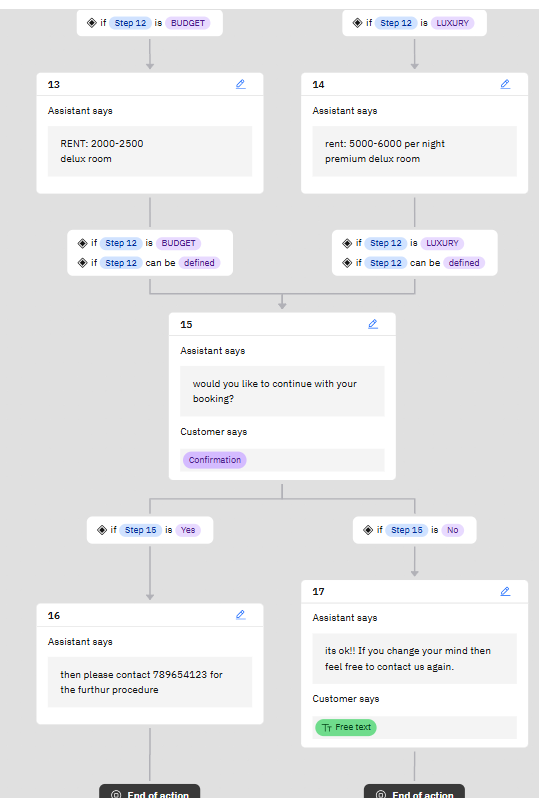 if Step 12 is BUDGET
if Step 12 is LUXURY
13
Assistant says
RENT: 2000-2500
delux room
14
Assistant says
rent: 5000-6000 per night
premium delux room
if Step 12 is BUDGET
if Step 12 can be defined
if Step 12 is LUXURY
if Step 12 can be defined
15
Assistant says
would you like to continue with your
booking?
Customer says
Confirmation
if Step 15 is Yes
if Step 15 is No
16
Assistant says
then please contact 789654123 for
the furthur procedure
17
Assistant says
its ok!! If you change your mind then
feel free to contact us again.
Customer says
Tт Free text
End of action
End of action